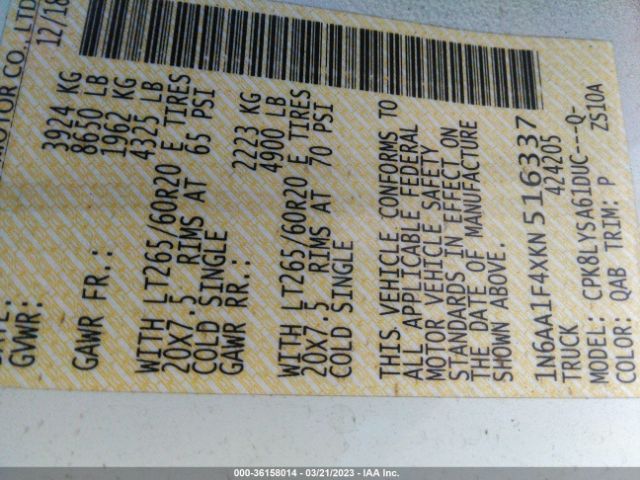 MOTOR CO., LTD
12/18
GVWR: 3924 KG
8650 LB
GAWR FR.: 1962 KG
4325 LB
WITH LT265/60R20 E TIRES
20X7.5 RIMS AT 65 PSI
COLD SINGLE
GAWR RR.: 2223 KG
4900 LB
WITH LT265/60R20 E TIRES
20X7.5 RIMS AT 70 PSI
COLD SINGLE
THIS VEHICLE CONFORMS TO
ALL APPLICABLE FEDERAL
MOTOR VEHICLE SAFETY
STANDARDS IN EFFECT ON
THE DATE OF MANUFACTURE
SHOWN ABOVE.
1N6AA1F4XKN516337
TRUCK 424205
MODEL: CPK8LYSA61DUC---Q-
COLOR: QAB TRIM: P ZS10A
000-36158014 — 03/21/2023 — IAA Inc.